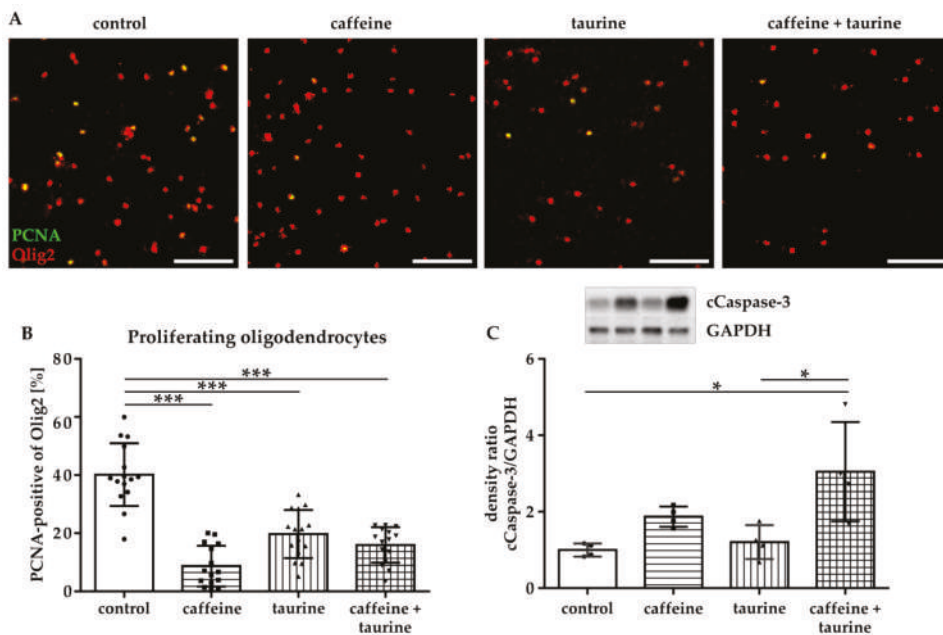 A
control
caffeine
taurine
caffeine + taurine
PCNA
Olig2
cCaspase-3
GAPDH
B
Proliferating oligodendrocytes
PCNA-positive of Olig2 [%]
80
60
40
20
0
***
***
***
control
caffeine
taurine
caffeine +
taurine
C
density ratio
cCaspase-3/GAPDH
6
4
2
0
*
*
control
caffeine
taurine
caffeine +
taurine